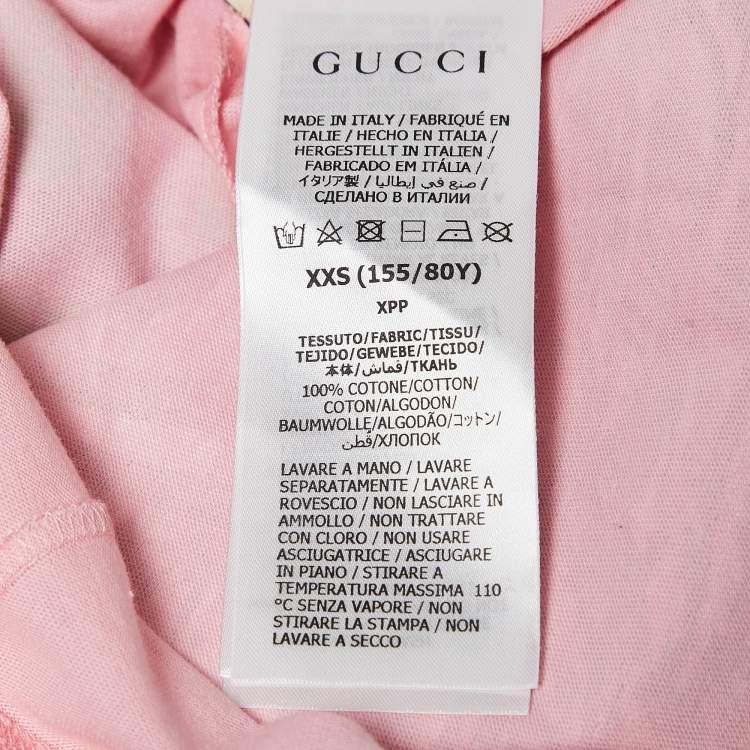 GUCCI
MADE IN ITALY / FABRIQUÉ EN
ITALIE / HECHO EN ITALIA /
HERGESTELLT IN ITALIEN /
FABRICADO EM ITÁLIA /
イタリア製 / صنع في إيطاليا /
СДЕЛАНО В ИТАЛИИ
XXS (155/80Y)
XPP
TESSUTO/FABRIC/TISSU/
TEJIDO/GEWEBE/TECIDO/
本体/قماش/ТКАНЬ
100% COTONE/COTTON/
COTON/ALGODON/
BAUMWOLLE/ALGODÃO/コットン/
قطن/ХЛОПОК
LAVARE A MANO / LAVARE
SEPARATAMENTE / LAVARE A
ROVESCIO / NON LASCIARE IN
AMMOLLO / NON TRATTARE
CON CLORO / NON USARE
ASCIUGATRICE / ASCIUGARE
IN PIANO / STIRARE A
TEMPERATURA MASSIMA 110
°C SENZA VAPORE / NON
STIRARE LA STAMPA / NON
LAVARE A SECCO